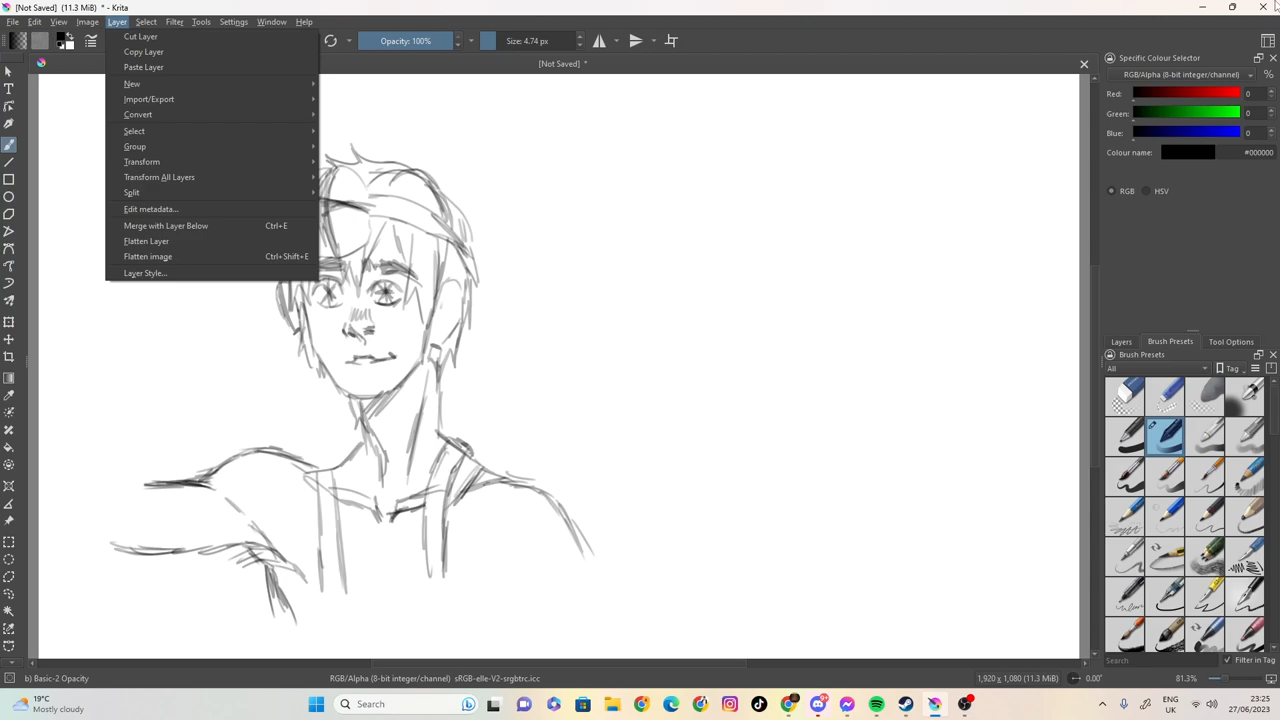 [Not Saved] (11.3 MiB) * - Krita
File Edit View Image Layer Select Filter Tools Settings Window Help
Opacity: 100% Size: 4.74 px
[Not Saved] *
Cut Layer
Copy Layer
Paste Layer
New
Import/Export
Convert
Select
Group
Transform
Transform All Layers
Split
Edit metadata...
Merge with Layer Below Ctrl+E
Flatten Layer
Flatten image Ctrl+Shift+E
Layer Style...
Specific Colour Selector
RGB/Alpha (8-bit integer/channel) %
Red: 0
Green: 0
Blue: 0
Colour name: #000000
RGB HSV
Layers Brush Presets Tool Options
Brush Presets
All Tag
Search Filter in Tag
b) Basic-2 Opacity RGB/Alpha (8-bit integer/channel) sRGB-elle-V2-srgbtrc.icc 1,920 x 1,080 (11.3 MiB) 0.00° 81.3%
19°C
Mostly cloudy
Search
ENG
UK
23:25
27/06/2023